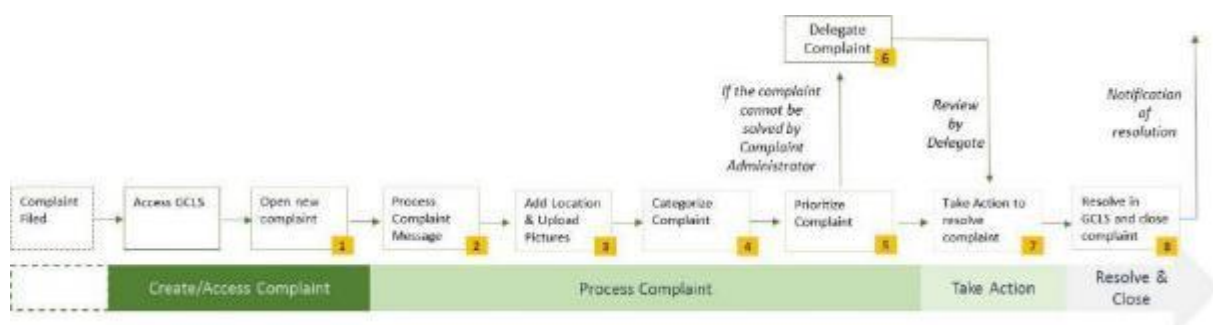 Delegate
Complaint
6
If the complaint
cannot be
solved by
Complaint
Administrator
Review
by
Delegate
Notification
of
resolution
Complaint
Filed
Access GCLS
Open new
complaint
1
Process
Complaint
Message
2
Add Location
& Upload
Pictures
3
Categorize
Complaint
4
Prioritize
Complaint
5
Take Action to
resolve
complaint
7
Resolve in
GCLS and close
complaint
8
Create/Access Complaint
Process Complaint
Take Action
Resolve &
Close